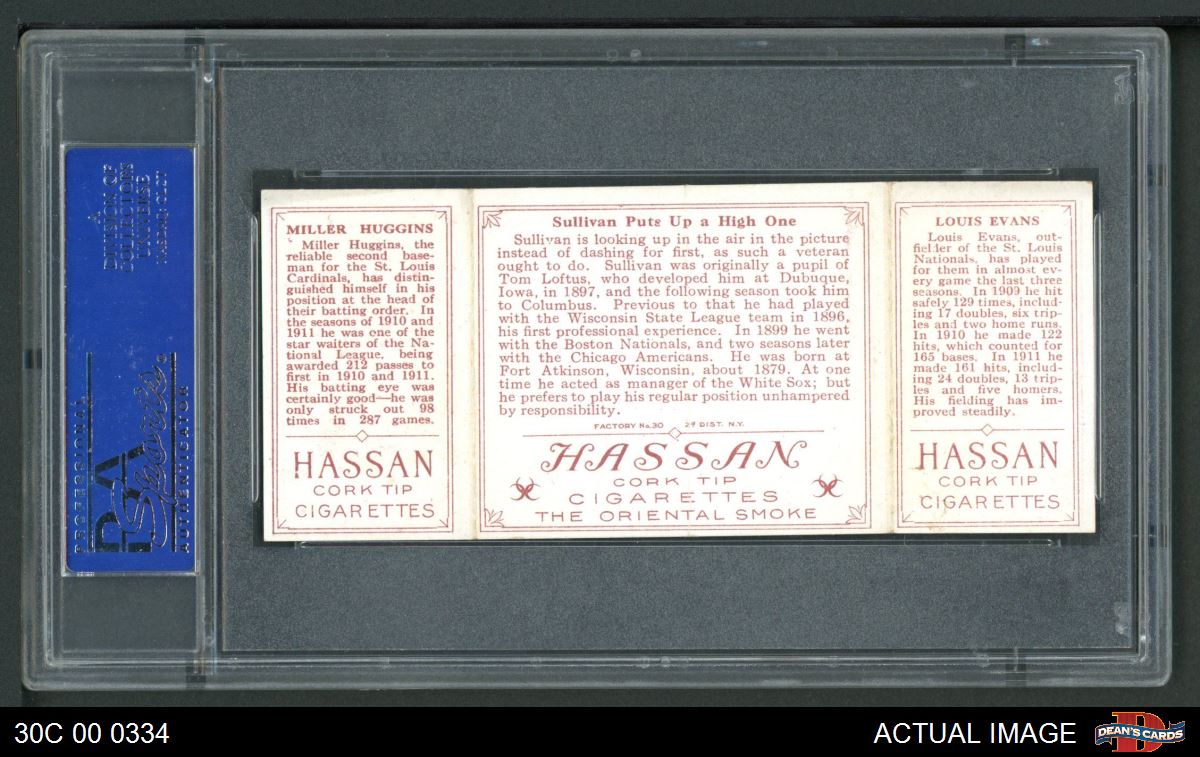 A
DIVISION OF
COLLECTORS
UNIVERSE
NASDAQ: CLCT
PROFESSIONAL
PSA
Sports
AUTHENTICATOR
MILLER HUGGINS
Miller Huggins, the
reliable second base-
man for the St. Louis
Cardinals, has distin-
guished himself in his
position at the head of
their batting order. In
the seasons of 1910 and
1911 he was one of the
star waiters of the Na-
tional League, being
awarded 212 passes to
first in 1910 and 1911.
His batting eye was
certainly good—he was
only struck out 98
times in 287 games.
HASSAN
CORK TIP
CIGARETTES
Sullivan Puts Up a High One
Sullivan is looking up in the air in the picture
instead of dashing for first, as such a veteran
ought to do. Sullivan was originally a pupil of
Tom Loftus, who developed him at Dubuque,
Iowa, in 1897, and the following season took him
to Columbus. Previous to that he had played
with the Wisconsin State League team in 1896,
his first professional experience. In 1899 he went
with the Boston Nationals, and two seasons later
with the Chicago Americans. He was born at
Fort Atkinson, Wisconsin, about 1879. At one
time he acted as manager of the White Sox; but
he prefers to play his regular position unhampered
by responsibility.
FACTORY No. 30 2d DIST. N.Y.
HASSAN
CORK TIP
CIGARETTES
THE ORIENTAL SMOKE
LOUIS EVANS
Louis Evans, out-
fielder of the St. Louis
Nationals, has played
for them in almost ev-
ery game the last three
seasons. In 1909 he hit
safely 129 times, includ-
ing 17 doubles, six trip-
les and two home runs.
In 1910 he made 122
hits, which counted for
165 bases. In 1911 he
made 161 hits, includ-
ing 24 doubles, 13 trip-
les and five homers.
His fielding has im-
proved steadily.
HASSAN
CORK TIP
CIGARETTES
30C 00 0334
ACTUAL IMAGE
D
DEAN'S CARDS